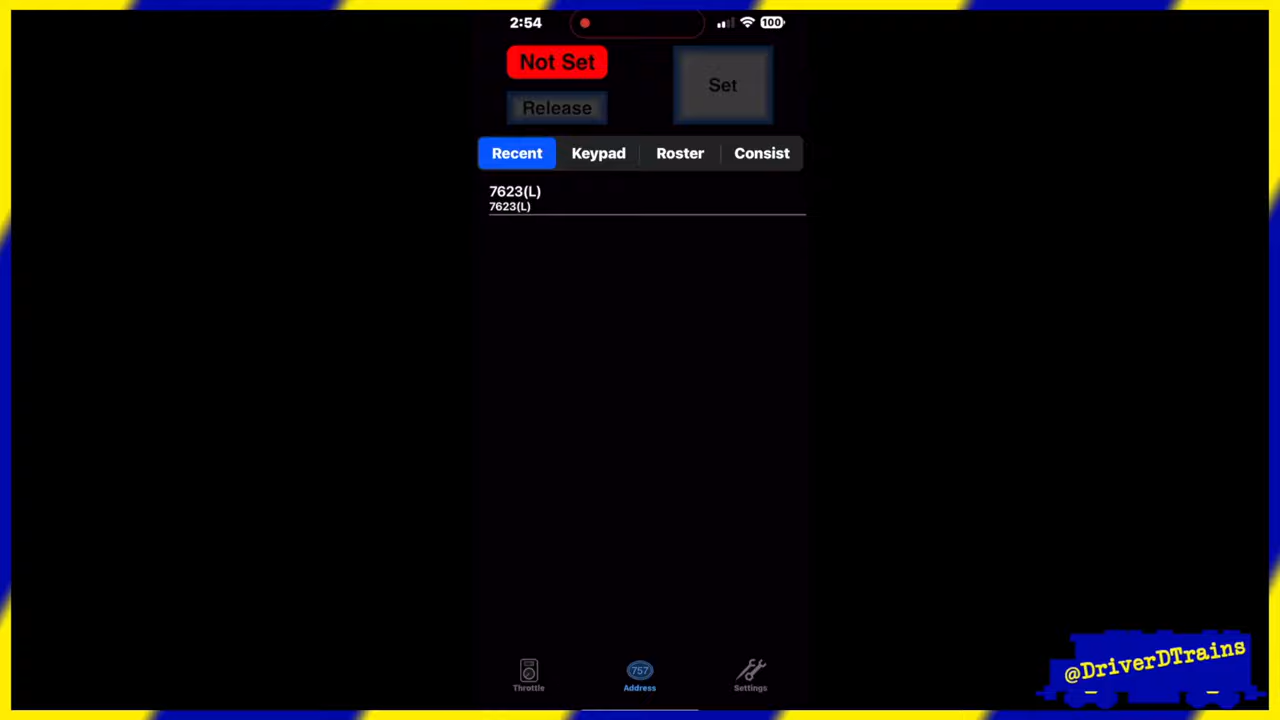 2:54
100
Not Set
Set
Release
Recent
Keypad
Roster
Consist
7623(L)
7623(L)
Throttle
757
Address
Settings
@DriverDTrains